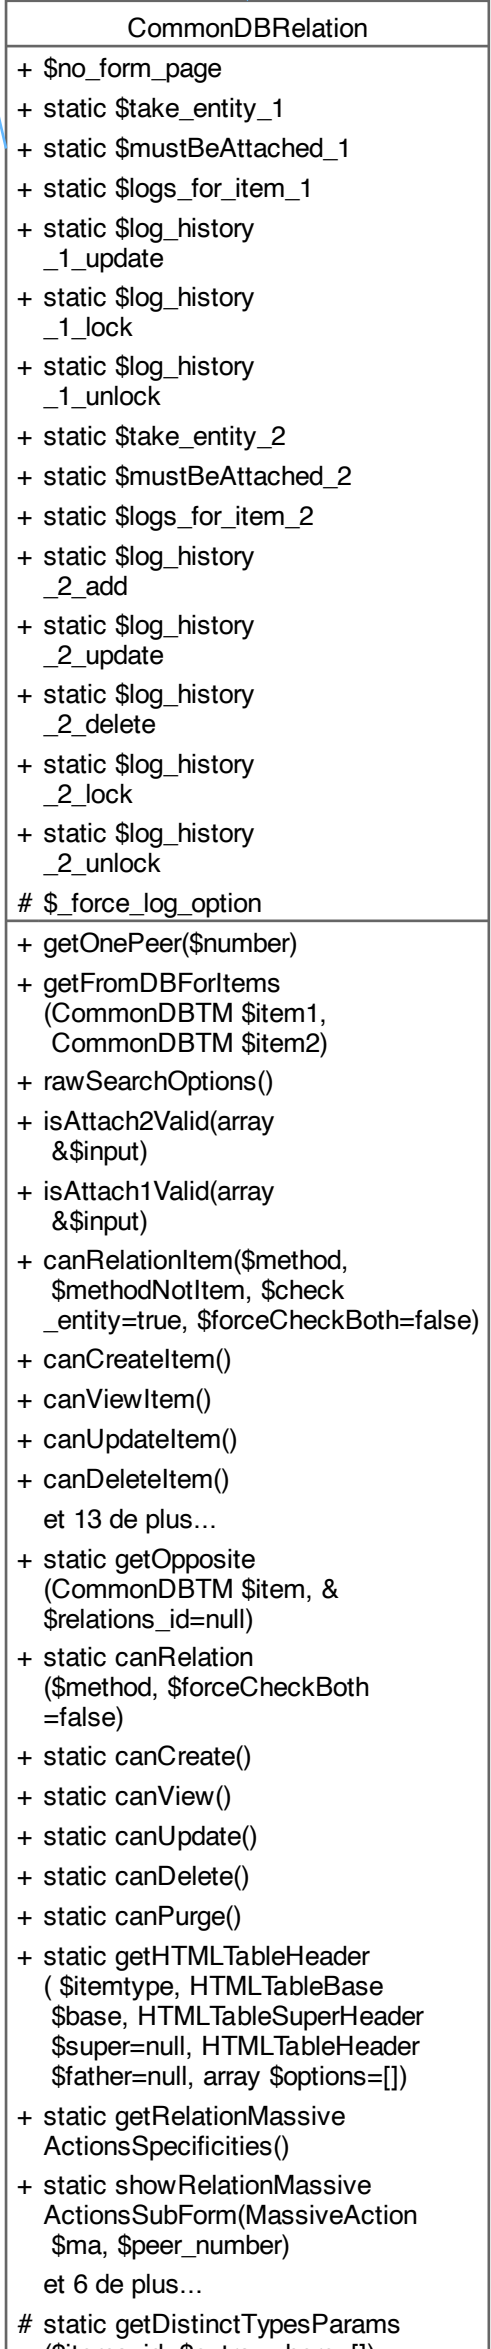 CommonDBRelation
+ $no_form_page
+ static $take_entity_1
+ static $mustBeAttached_1
+ static $logs_for_item_1
+ static $log_history
_1_update
+ static $log_history
_1_lock
+ static $log_history
_1_unlock
+ static $take_entity_2
+ static $mustBeAttached_2
+ static $logs_for_item_2
+ static $log_history
_2_add
+ static $log_history
_2_update
+ static $log_history
_2_delete
+ static $log_history
_2_lock
+ static $log_history
_2_unlock
# $_force_log_option
+ getOnePeer($number)
+ getFromDBForItems
(CommonDBTM $item1,
CommonDBTM $item2)
+ rawSearchOptions()
+ isAttach2Valid(array
&$input)
+ isAttach1Valid(array
&$input)
+ canRelationItem($method,
$methodNotItem, $check
_entity=true, $forceCheckBoth=false)
+ canCreateItem()
+ canViewItem()
+ canUpdateItem()
+ canDeleteItem()
et 13 de plus...
+ static getOpposite
(CommonDBTM $item, &
$relations_id=null)
+ static canRelation
($method, $forceCheckBoth
=false)
+ static canCreate()
+ static canView()
+ static canUpdate()
+ static canDelete()
+ static canPurge()
+ static getHTMLTableHeader
( $itemtype, HTMLTableBase
$base, HTMLTableSuperHeader
$super=null, HTMLTableHeader
$father=null, array $options=[])
+ static getRelationMassive
ActionsSpecificities()
+ static showRelationMassive
ActionsSubForm(MassiveAction
$ma, $peer_number)
et 6 de plus...
# static getDistinctTypesParams